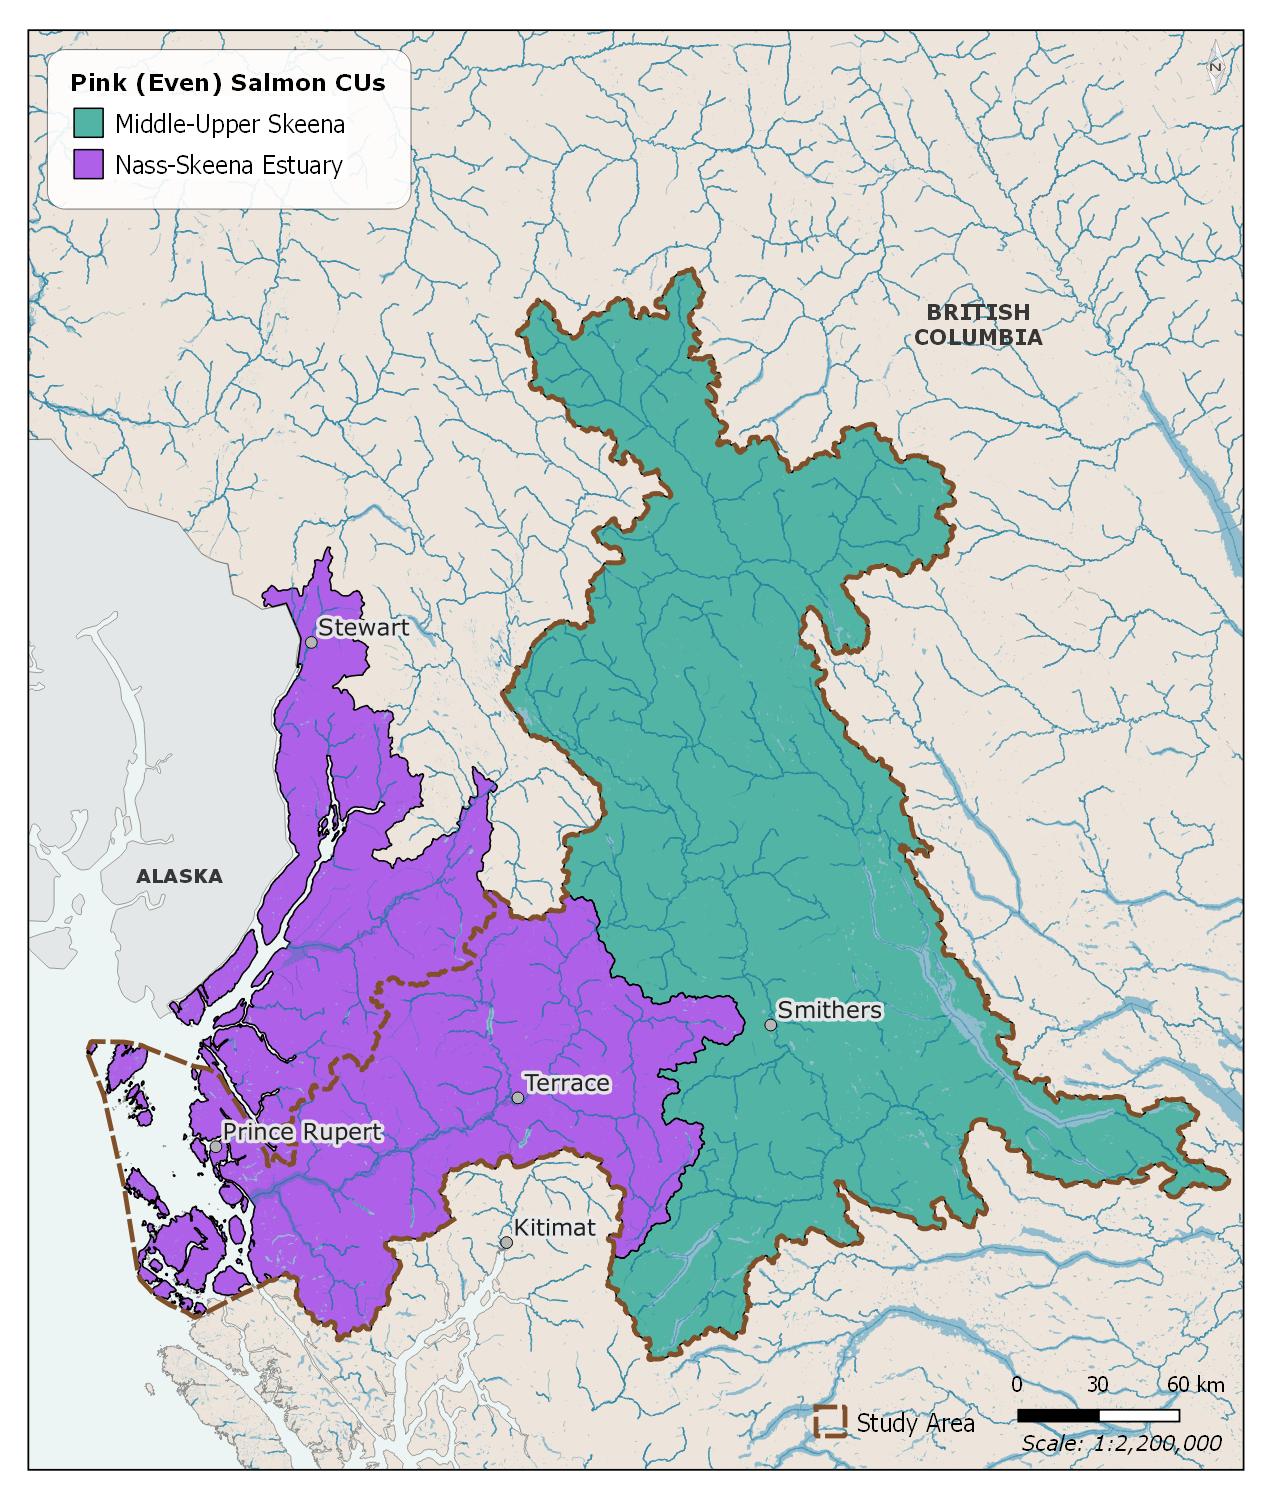 Pink (Even) Salmon CUs
Middle-Upper Skeena
Nass-Skeena Estuary
N
BRITISH
COLUMBIA
Stewart
ALASKA
Smithers
Terrace
Prince Rupert
Kitimat
0 30 60 km
Study Area
Scale: 1:2,200,000